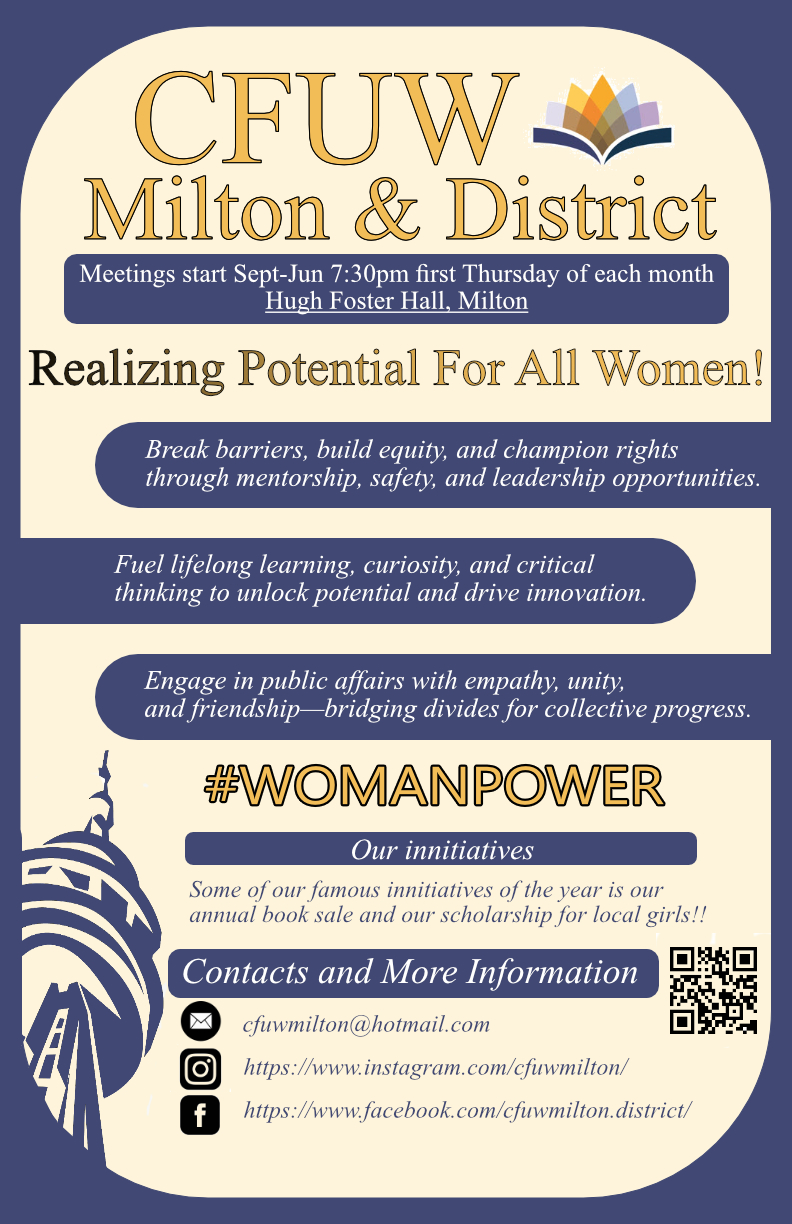 CFUW
Milton & District
Meetings start Sept-Jun 7:30pm first Thursday of each month
Hugh Foster Hall, Milton
Realizing Potential For All Women!
Break barriers, build equity, and champion rights
through mentorship, safety, and leadership opportunities.
Fuel lifelong learning, curiosity, and critical
thinking to unlock potential and drive innovation.
Engage in public affairs with empathy, unity,
and friendship—bridging divides for collective progress.
#WOMANPOWER
Our innitiatives
Some of our famous innitiatives of the year is our
annual book sale and our scholarship for local girls!!
Contacts and More Information
cfuwmilton@hotmail.com
https://www.instagram.com/cfuwmilton/
https://www.facebook.com/cfuwmilton.district/